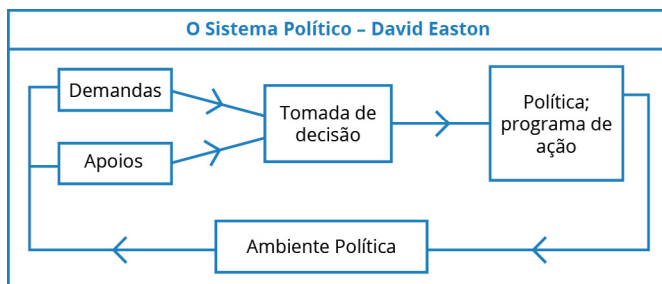 O Sistema Político – David Easton
Demandas
Apoios
Tomada de
decisão
Política;
programa de
ação
Ambiente Política